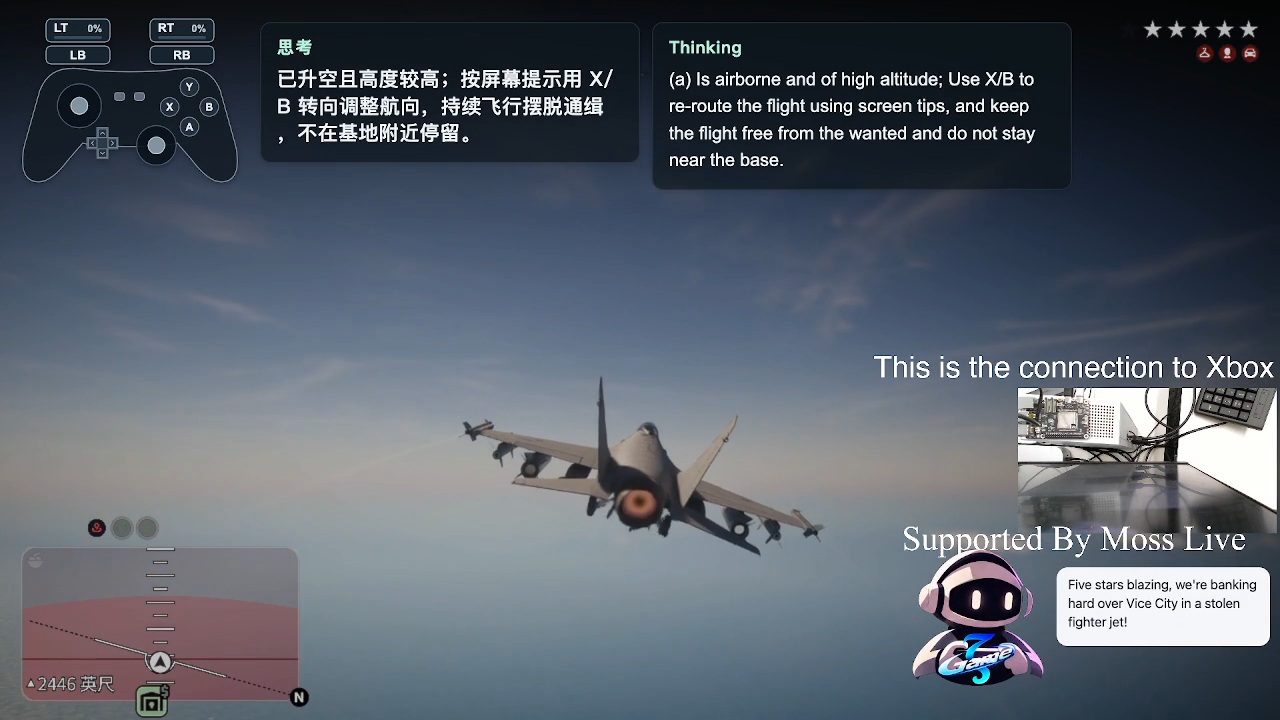 LT 0%
RT 0%
LB
RB
Y
X
B
A
思考
已升空且高度较高；按屏幕提示用 X/
B 转向调整航向，持续飞行摆脱通缉
，不在基地附近停留。
Thinking
(a) Is airborne and of high altitude; Use X/B to
re-route the flight using screen tips, and keep
the flight free from the wanted and do not stay
near the base.
This is the connection to Xbox
Supported By Moss Live
Five stars blazing, we're banking
hard over Vice City in a stolen
fighter jet!
Game
3
2446 英尺
$
N